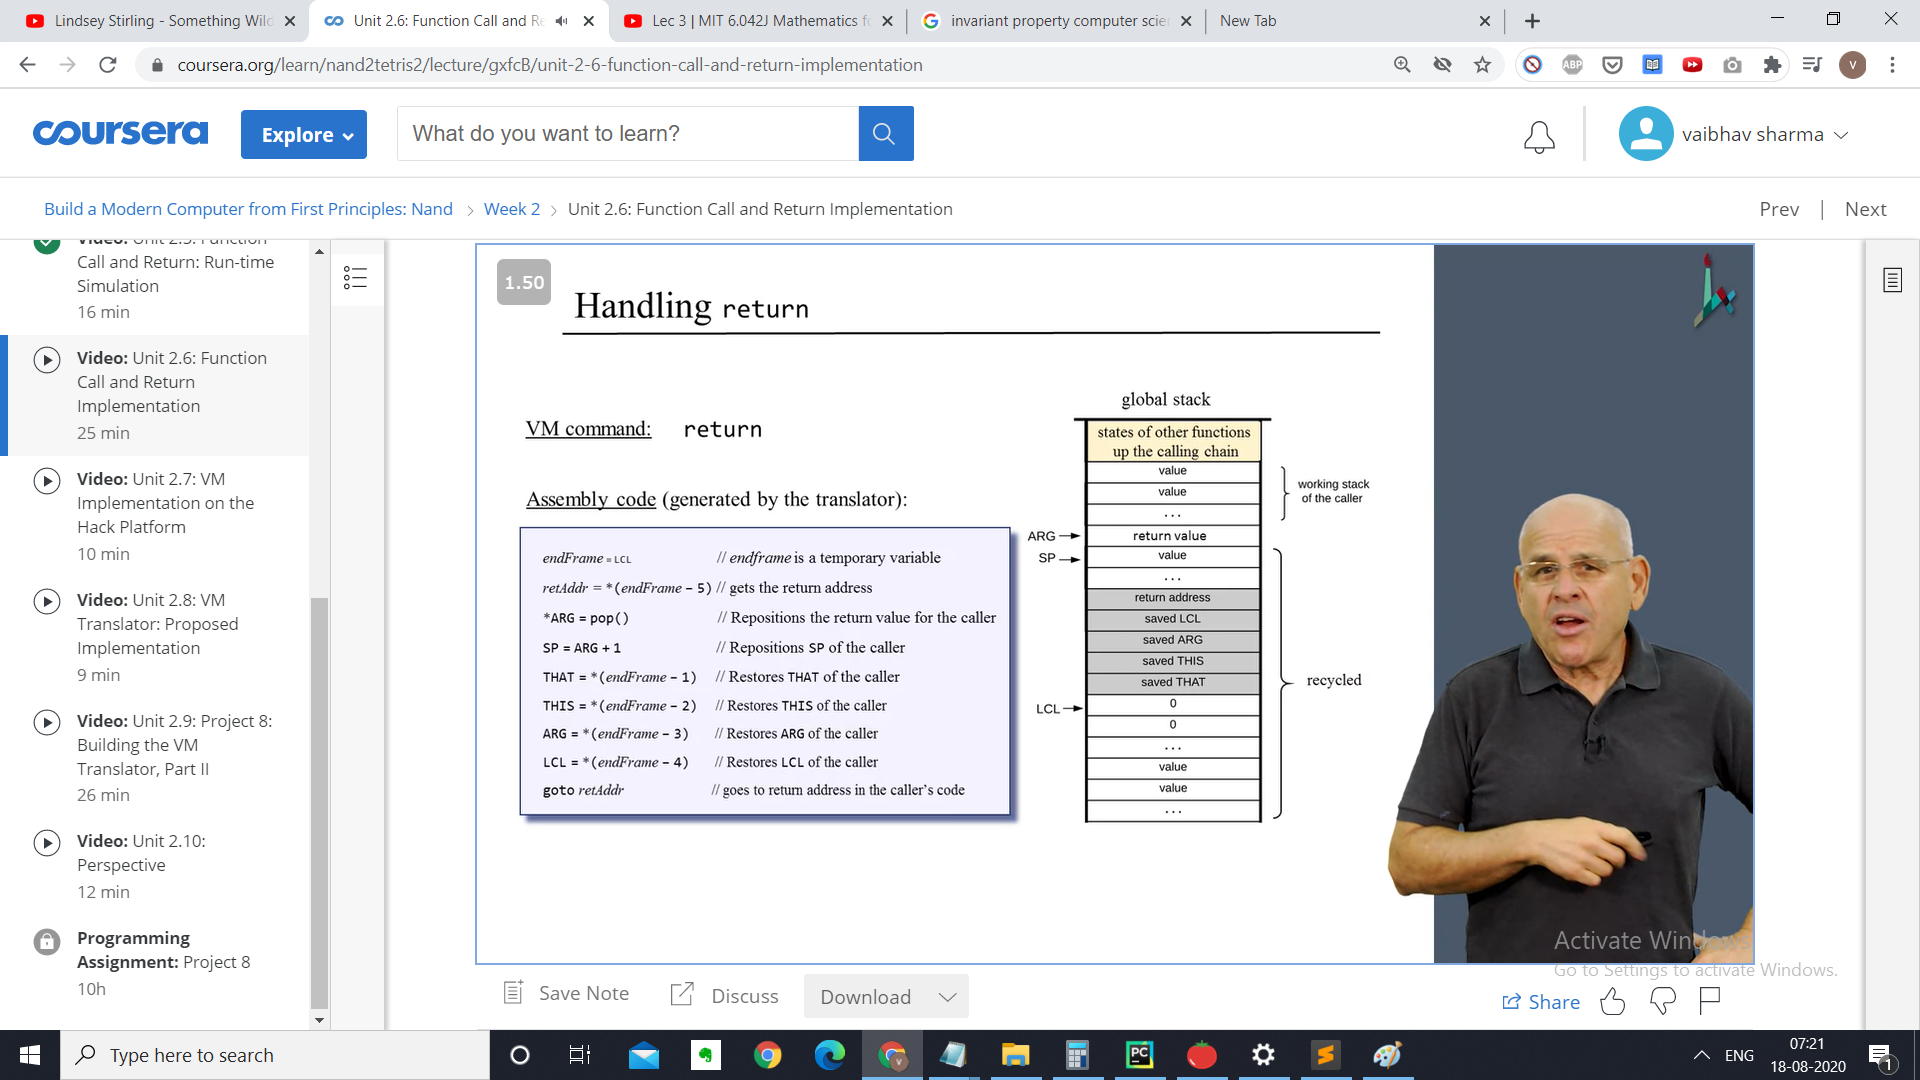 Lindsey Stirling - Something Wild
Unit 2.6: Function Call and Re
Lec 3 | MIT 6.042J Mathematics fo
invariant property computer scien
New Tab
coursera.org/learn/nand2tetris2/lecture/gxfcB/unit-2-6-function-call-and-return-implementation
ABP
V
coursera
Explore
What do you want to learn?
vaibhav sharma
Build a Modern Computer from First Principles: Nand > Week 2 > Unit 2.6: Function Call and Return Implementation
Prev | Next
Video: Unit 2.5: Function
Call and Return: Run-time
Simulation
16 min
Video: Unit 2.6: Function
Call and Return
Implementation
25 min
Video: Unit 2.7: VM
Implementation on the
Hack Platform
10 min
Video: Unit 2.8: VM
Translator: Proposed
Implementation
9 min
Video: Unit 2.9: Project 8:
Building the VM
Translator, Part II
26 min
Video: Unit 2.10:
Perspective
12 min
Programming
Assignment: Project 8
10h
1.50
Handling return
VM command: return
Assembly code (generated by the translator):
endFrame = LCL // endframe is a temporary variable
retAddr = *(endFrame – 5) // gets the return address
*ARG = pop() // Repositions the return value for the caller
SP = ARG + 1 // Repositions SP of the caller
THAT = *(endFrame – 1) // Restores THAT of the caller
THIS = *(endFrame – 2) // Restores THIS of the caller
ARG = *(endFrame – 3) // Restores ARG of the caller
LCL = *(endFrame – 4) // Restores LCL of the caller
goto retAddr // goes to return address in the caller's code
global stack
states of other functions
up the calling chain
value
value
...
working stack
of the caller
ARG
return value
SP
value
...
return address
saved LCL
saved ARG
saved THIS
saved THAT
recycled
LCL
0
0
...
value
value
...
Activate Windows
Go to Settings to activate Windows.
Save Note
Discuss
Download
Share
Type here to search
V
PC
S
ENG
07:21
18-08-2020
1